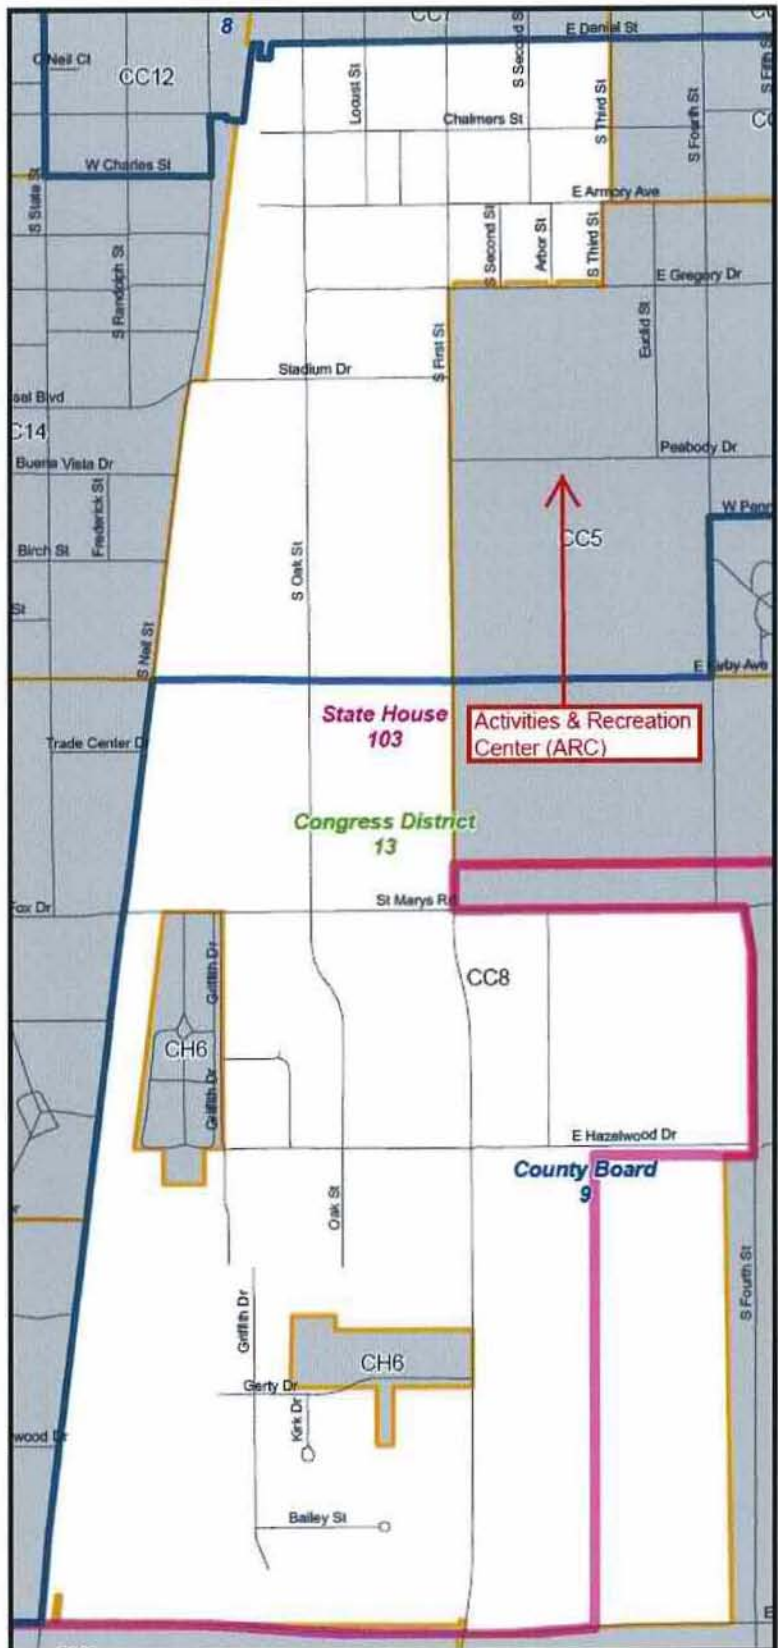 8
E Daniel St
O'Neil Ct
CC12
S Second St
S Fifth St
Locust St
Chalmers St
S Third St
S Fourth St
W Charles St
S State St
E Armory Ave
S Second St
Arbor St
S Third St
E Gregory Dr
S Randolph St
Euclid St
S First St
Stadium Dr
sel Blvd
C14
Buena Vista Dr
Peabody Dr
Frederick St
W Penn
CC5
Birch St
S Oak St
St
S Neil St
E Kirby Ave
State House
103
Activities & Recreation
Center (ARC)
Trade Center D
Congress District
13
St Marys Rd
Fox Dr
Griffith Dr
CC8
CH6
Griffith Dr
E Hazelwood Dr
County Board
9
Oak St
S Fourth St
Griffith Dr
CH6
Gerty Dr
Kirk Dr
wood Dr
Bailey St
E